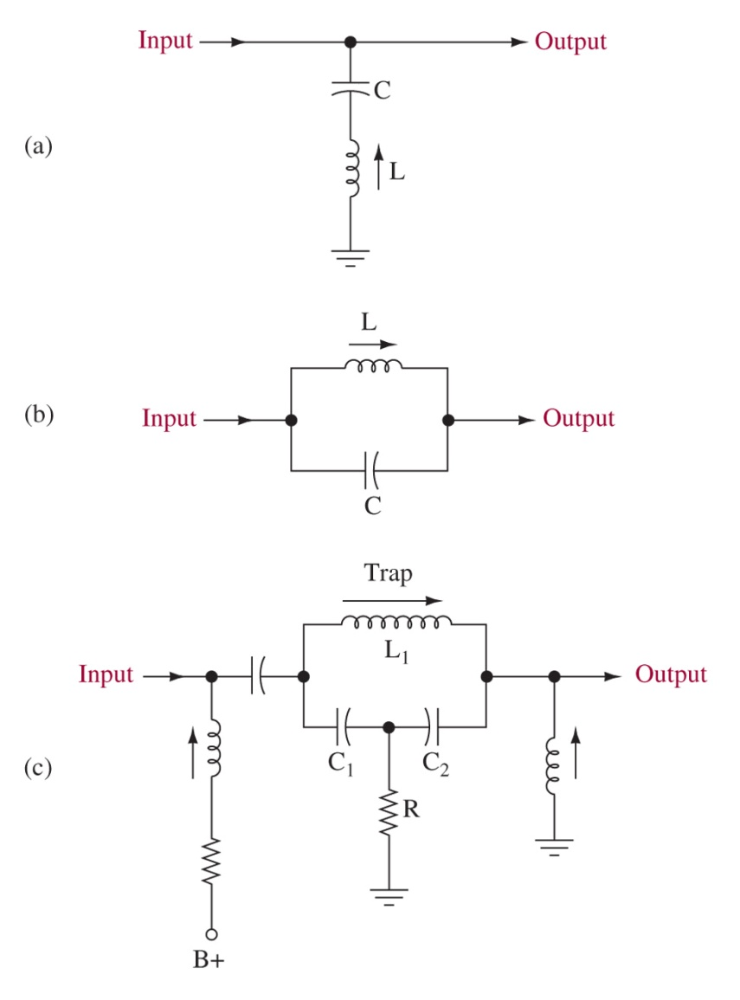 Input
Output
C
(a)
L
L
(b)
Input
Output
C
Trap
L₁
Input
Output
C₁
C₂
(c)
R
B+